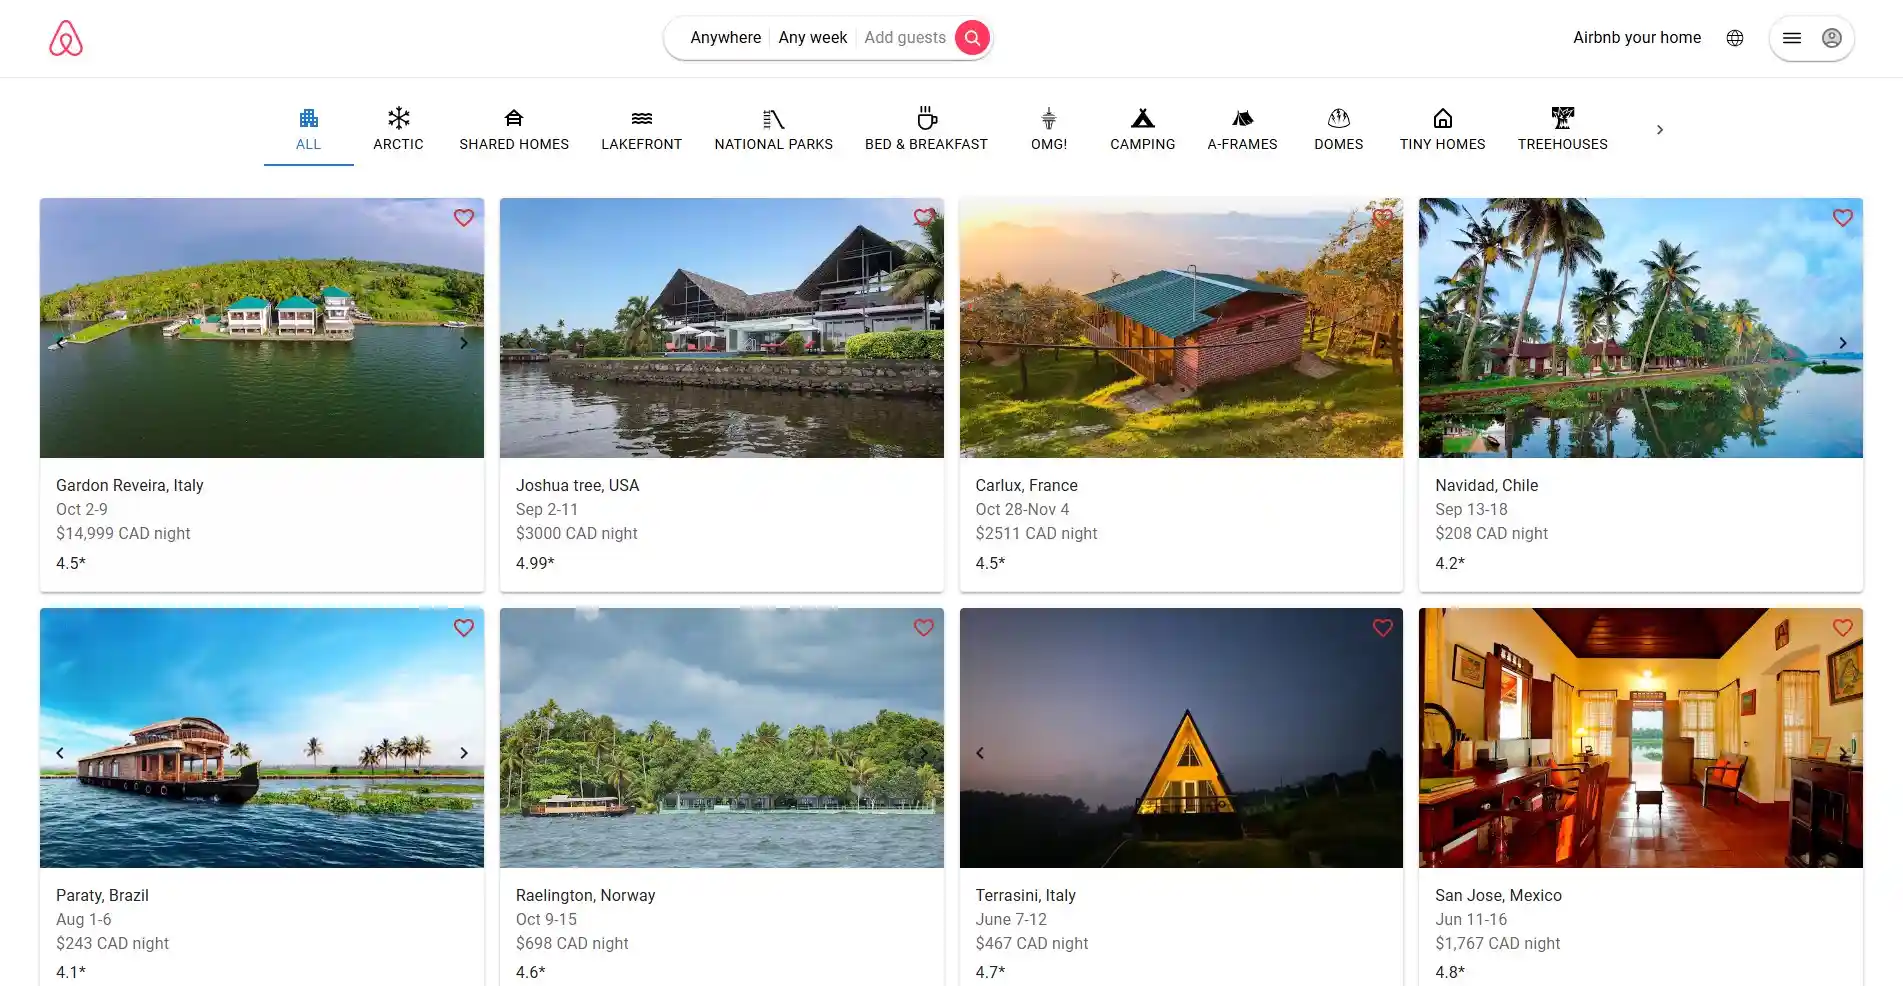 Anywhere Any week Add guests
Airbnb your home
ALL ARCTIC SHARED HOMES LAKEFRONT NATIONAL PARKS BED & BREAKFAST OMG! CAMPING A-FRAMES DOMES TINY HOMES TREEHOUSES
Gardon Reveira, Italy
Oct 2-9
$14,999 CAD night
4.5*
Joshua tree, USA
Sep 2-11
$3000 CAD night
4.99*
Carlux, France
Oct 28-Nov 4
$2511 CAD night
4.5*
Navidad, Chile
Sep 13-18
$208 CAD night
4.2*
Paraty, Brazil
Aug 1-6
$243 CAD night
4.1*
Raelington, Norway
Oct 9-15
$698 CAD night
4.6*
Terrasini, Italy
June 7-12
$467 CAD night
4.7*
San Jose, Mexico
Jun 11-16
$1,767 CAD night
4.8*